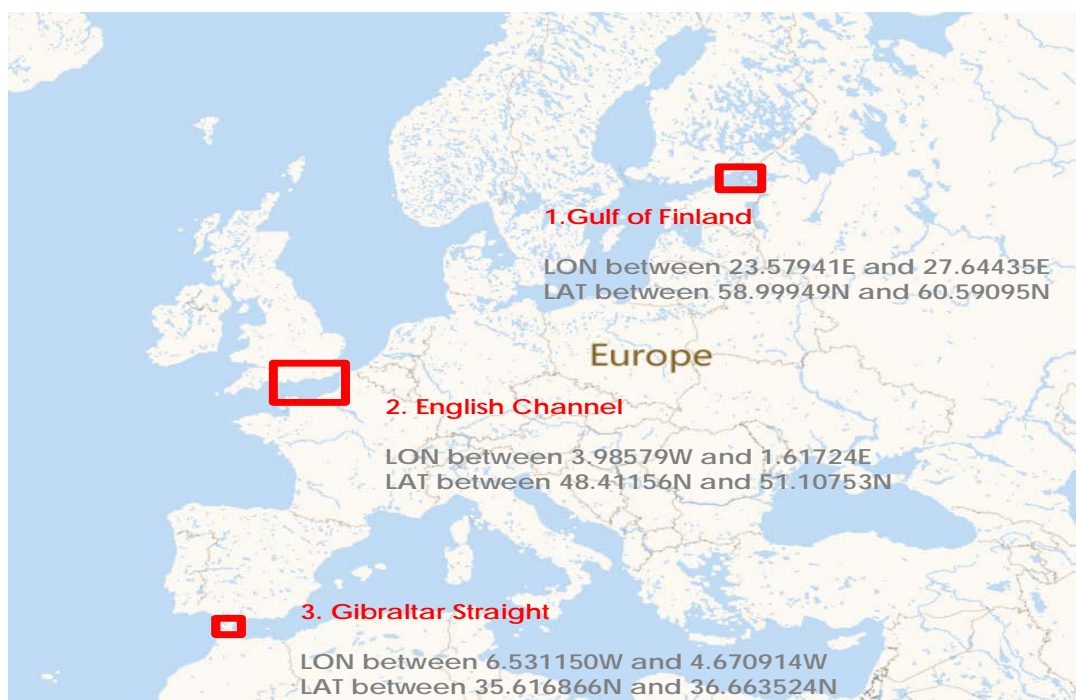 1.Gulf of Finland
LON between 23.57941E and 27.64435E
LAT between 58.99949N and 60.59095N
Europe
2. English Channel
LON between 3.98579W and 1.61724E
LAT between 48.41156N and 51.10753N
3. Gibraltar Straight
LON between 6.531150W and 4.670914W
LAT between 35.616866N and 36.663524N